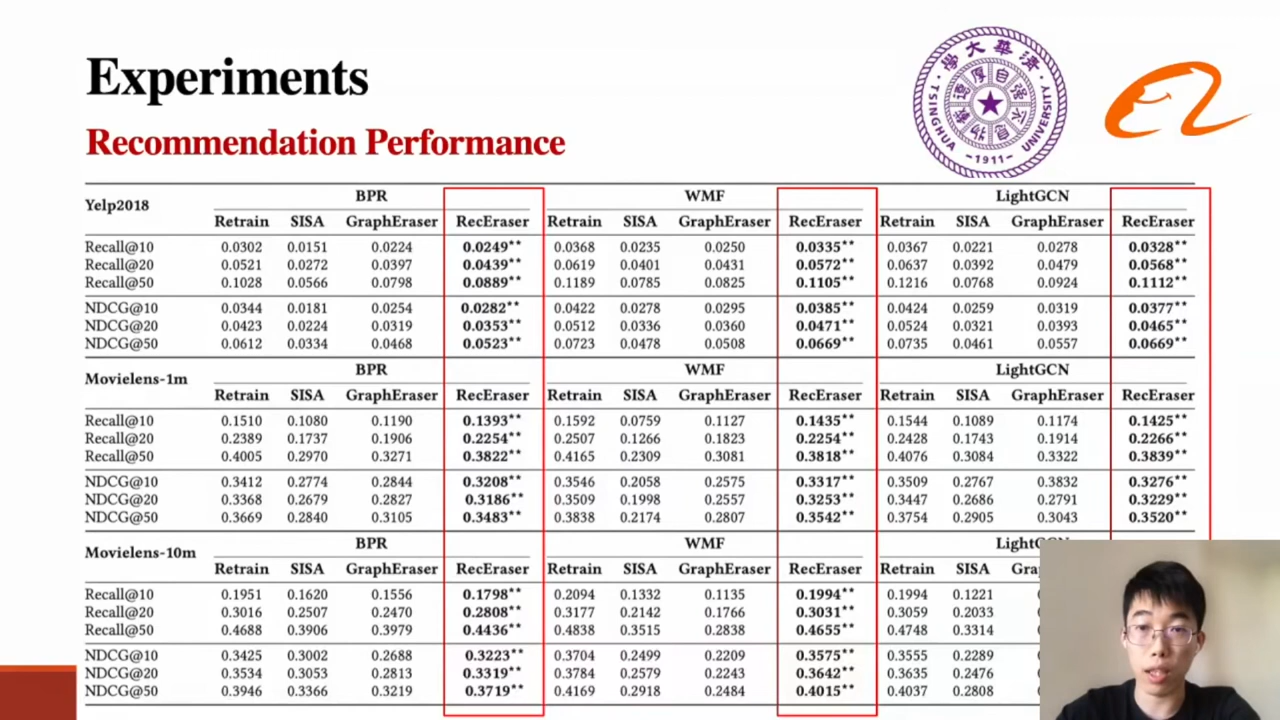 Experiments
Recommendation Performance
學大華清
自强不息
厚德載物
TSINGHUA UNIVERSITY
–1911–
Yelp2018 BPR WMF LightGCN
Retrain SISA GraphEraser RecEraser Retrain SISA GraphEraser RecEraser Retrain SISA GraphEraser RecEraser
Recall@10 0.0302 0.0151 0.0224 0.0249** 0.0368 0.0235 0.0250 0.0335** 0.0367 0.0221 0.0278 0.0328**
Recall@20 0.0521 0.0272 0.0397 0.0439** 0.0619 0.0401 0.0431 0.0572** 0.0637 0.0392 0.0479 0.0568**
Recall@50 0.1028 0.0566 0.0798 0.0889** 0.1189 0.0785 0.0825 0.1105** 0.1216 0.0768 0.0924 0.1112**
NDCG@10 0.0344 0.0181 0.0254 0.0282** 0.0422 0.0278 0.0295 0.0385** 0.0424 0.0259 0.0319 0.0377**
NDCG@20 0.0423 0.0224 0.0319 0.0353** 0.0512 0.0336 0.0360 0.0471** 0.0524 0.0321 0.0393 0.0465**
NDCG@50 0.0612 0.0334 0.0468 0.0523** 0.0723 0.0478 0.0508 0.0669** 0.0735 0.0461 0.0557 0.0669**
Movielens-1m BPR WMF LightGCN
Retrain SISA GraphEraser RecEraser Retrain SISA GraphEraser RecEraser Retrain SISA GraphEraser RecEraser
Recall@10 0.1510 0.1080 0.1190 0.1393** 0.1592 0.0759 0.1127 0.1435** 0.1544 0.1089 0.1174 0.1425**
Recall@20 0.2389 0.1737 0.1906 0.2254** 0.2507 0.1266 0.1823 0.2254** 0.2428 0.1743 0.1914 0.2266**
Recall@50 0.4005 0.2970 0.3271 0.3822** 0.4165 0.2309 0.3081 0.3818** 0.4076 0.3084 0.3322 0.3839**
NDCG@10 0.3412 0.2774 0.2844 0.3208** 0.3546 0.2058 0.2575 0.3317** 0.3509 0.2767 0.3832 0.3276**
NDCG@20 0.3368 0.2679 0.2827 0.3186** 0.3509 0.1998 0.2557 0.3253** 0.3447 0.2686 0.2791 0.3229**
NDCG@50 0.3669 0.2840 0.3105 0.3483** 0.3838 0.2174 0.2807 0.3542** 0.3754 0.2905 0.3043 0.3520**
Movielens-10m BPR WMF
Retrain SISA GraphEraser RecEraser Retrain SISA GraphEraser RecEraser Retrain SISA
Recall@10 0.1951 0.1620 0.1556 0.1798** 0.2094 0.1332 0.1135 0.1994** 0.1994 0.1221
Recall@20 0.3016 0.2507 0.2470 0.2808** 0.3177 0.2142 0.1766 0.3031** 0.3059 0.2033
Recall@50 0.4688 0.3906 0.3979 0.4436** 0.4838 0.3515 0.2838 0.4655** 0.4748 0.3314
NDCG@10 0.3425 0.3002 0.2688 0.3223** 0.3704 0.2499 0.2209 0.3575** 0.3555 0.2289
NDCG@20 0.3534 0.3053 0.2813 0.3319** 0.3784 0.2579 0.2243 0.3642** 0.3635 0.2476
NDCG@50 0.3946 0.3366 0.3219 0.3719** 0.4169 0.2918 0.2484 0.4015** 0.4037 0.2808